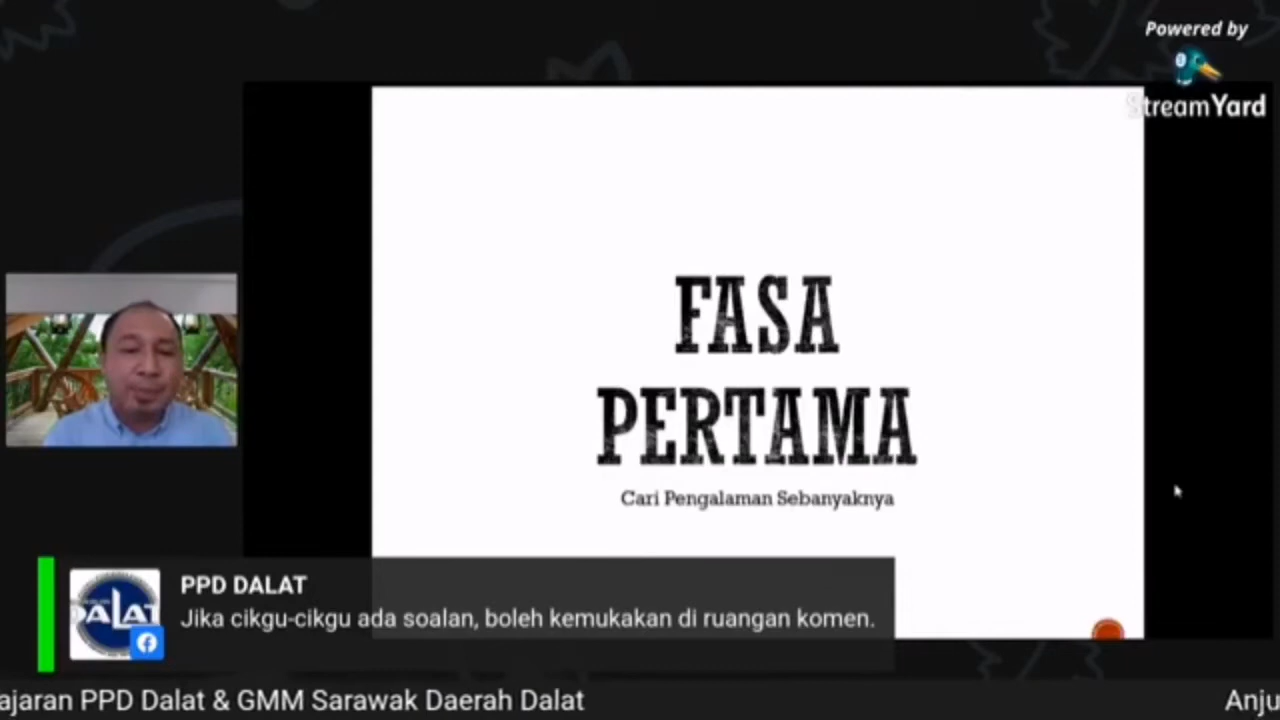 Powered by
StreamYard
FASA
PERTAMA
Cari Pengalaman Sebanyaknya
PPD DALAT
Jika cikgu-cikgu ada soalan, boleh kemukakan di ruangan komen.
DALAT
ajaran PPD Dalat & GMM Sarawak Daerah Dalat
Anju